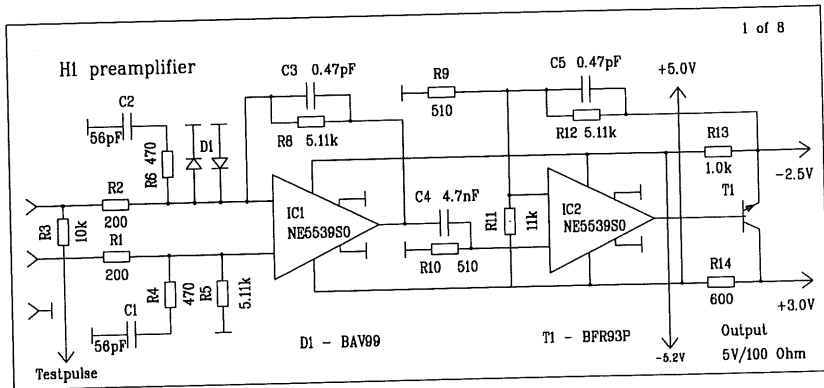 1 of 8
H1 preamplifier
C3 0.47pF
R9
C5 0.47pF
+5.0V
C2
510
56pF
R6 470
D1
R8 5.11k
R12 5.11k
R13
1.0k
-2.5V
T1
R2
200
R3 10k
IC1
NE5539SO
C4 4.7nF
R11 11k
IC2
NE5539SO
R1
200
R10 510
R4 470
R5 5.11k
R14
600
+3.0V
C1
56pF
D1 - BAV99
T1 - BFR93P
-5.2V
Output
5V/100 Ohm
Testpulse